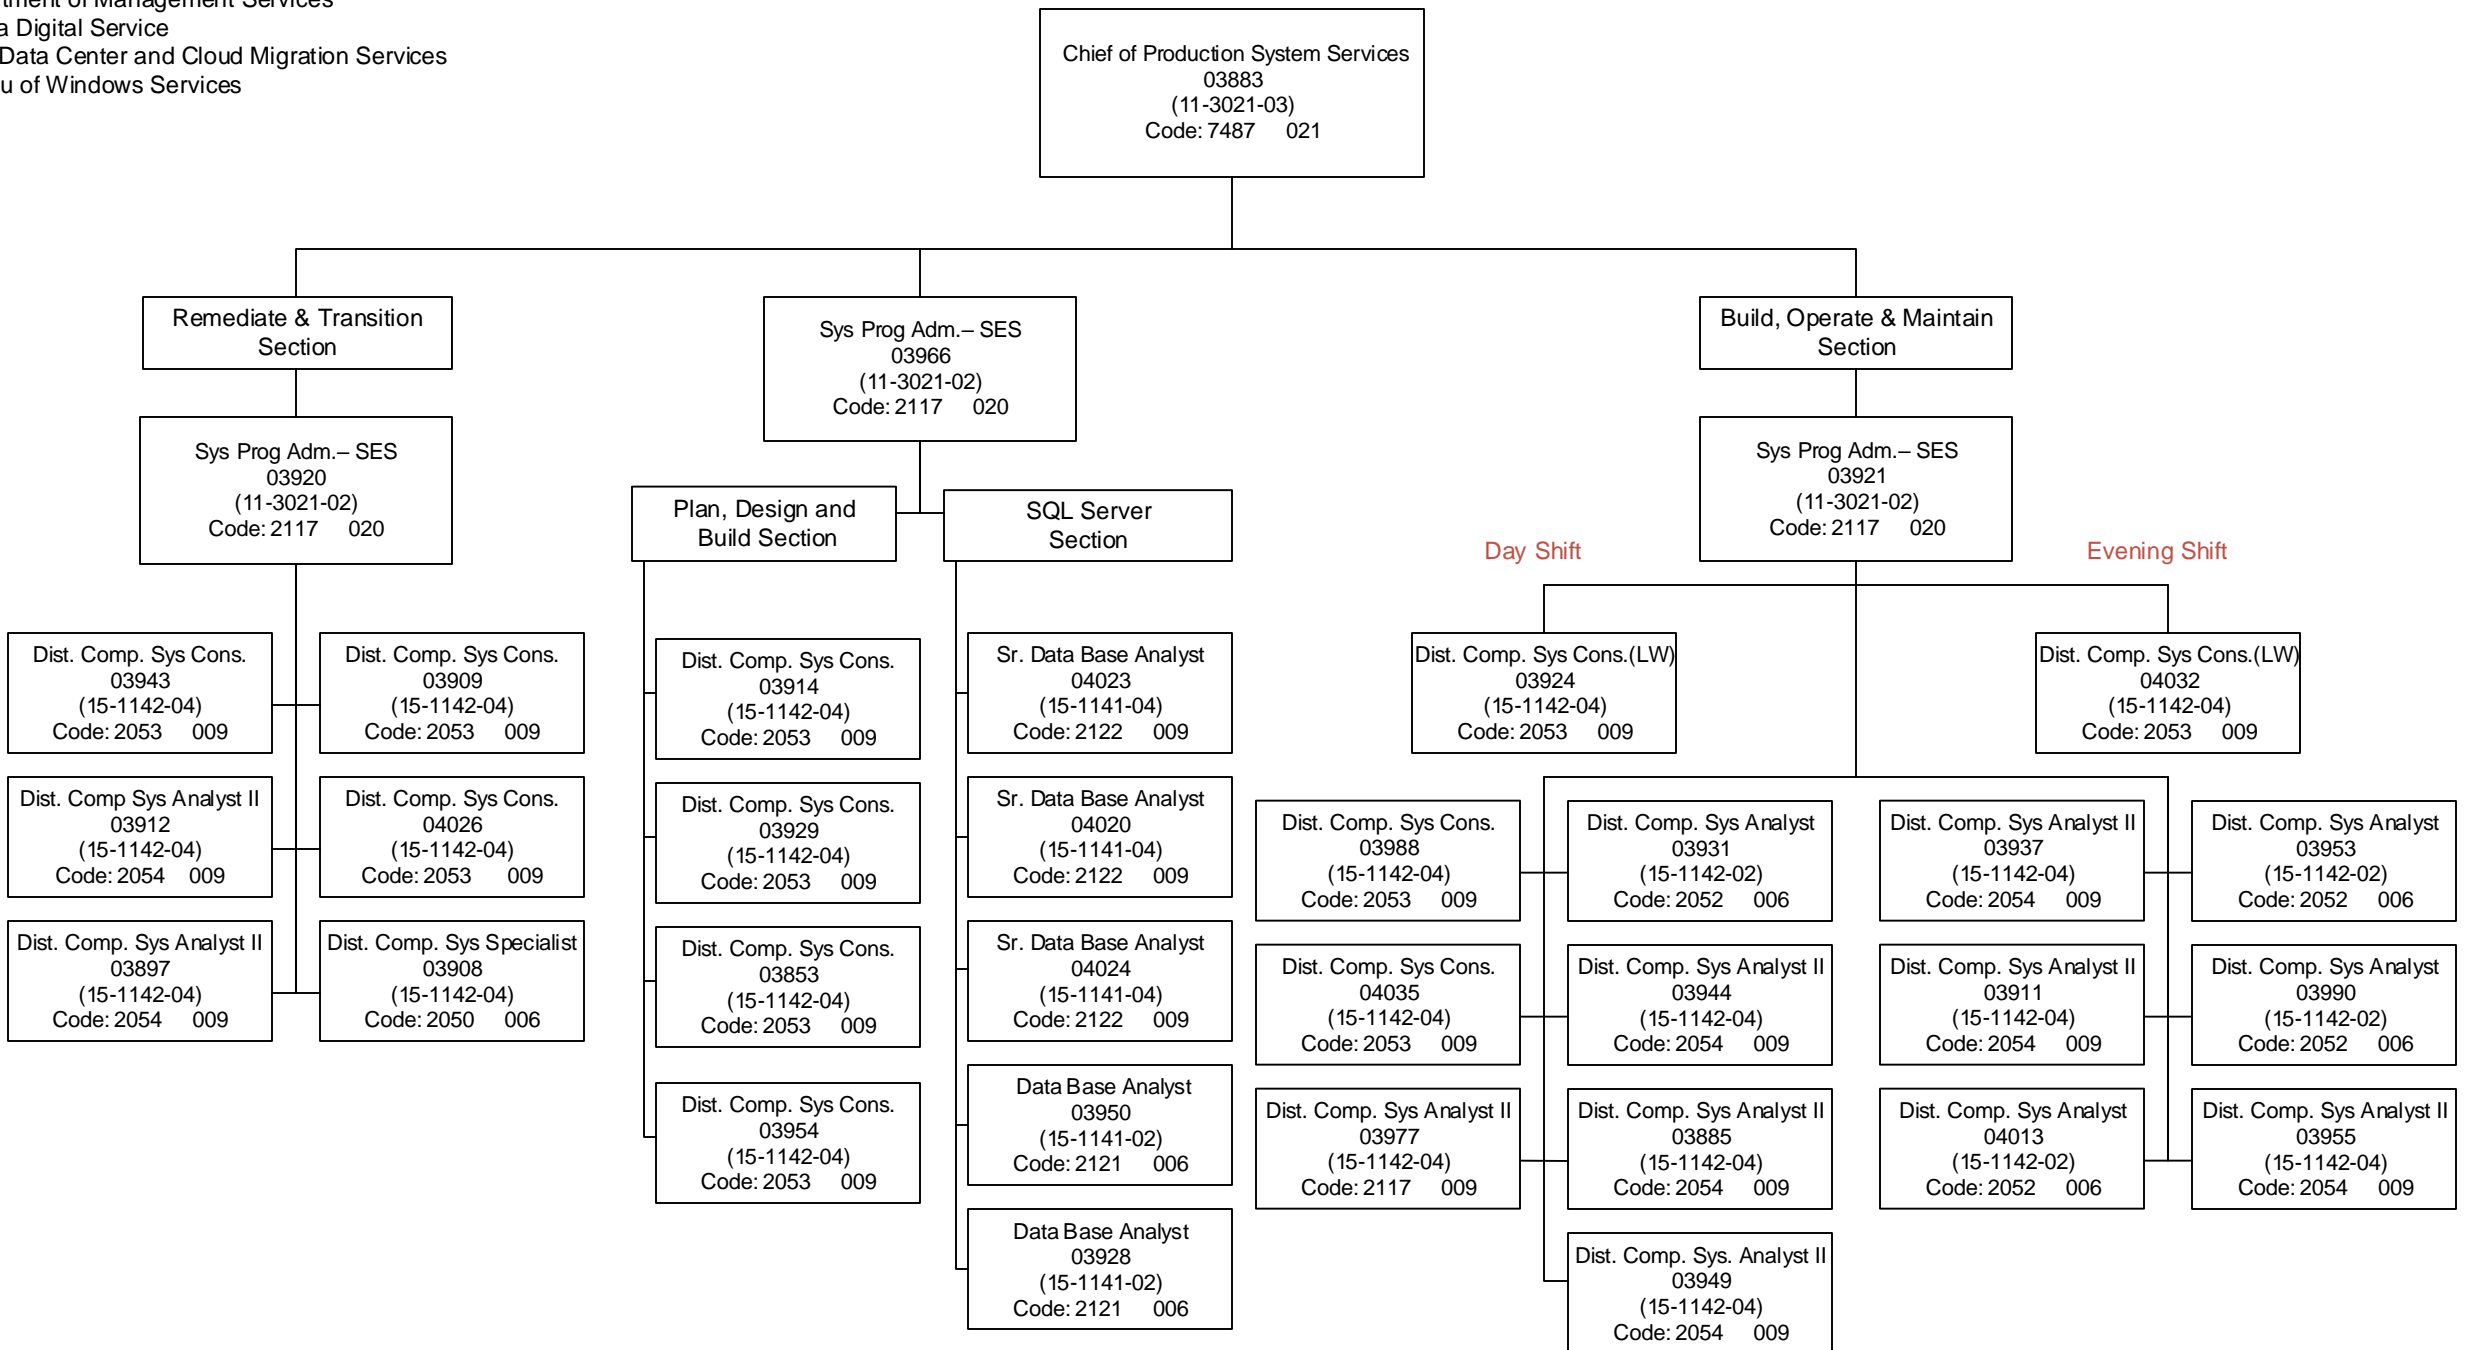 a Digital Service
Data Center and Cloud Migration Services
u of Windows Services
Chief of Production System Services
03883
(11-3021-03)
Code: 7487 021
Remediate & Transition
Section
Sys Prog Adm.– SES
03920
(11-3021-02)
Code: 2117 020
Dist. Comp. Sys Cons.
03943
(15-1142-04)
Code: 2053 009
Dist. Comp. Sys Cons.
03909
(15-1142-04)
Code: 2053 009
Dist. Comp Sys Analyst II
03912
(15-1142-04)
Code: 2054 009
Dist. Comp. Sys Cons.
04026
(15-1142-04)
Code: 2053 009
Dist. Comp. Sys Analyst II
03897
(15-1142-04)
Code: 2054 009
Dist. Comp. Sys Specialist
03908
(15-1142-04)
Code: 2050 006
Sys Prog Adm.– SES
03966
(11-3021-02)
Code: 2117 020
Plan, Design and
Build Section
Dist. Comp. Sys Cons.
03914
(15-1142-04)
Code: 2053 009
Dist. Comp. Sys Cons.
03929
(15-1142-04)
Code: 2053 009
Dist. Comp. Sys Cons.
03853
(15-1142-04)
Code: 2053 009
Dist. Comp. Sys Cons.
03954
(15-1142-04)
Code: 2053 009
SQL Server
Section
Sr. Data Base Analyst
04023
(15-1141-04)
Code: 2122 009
Sr. Data Base Analyst
04020
(15-1141-04)
Code: 2122 009
Sr. Data Base Analyst
04024
(15-1141-04)
Code: 2122 009
Data Base Analyst
03950
(15-1141-02)
Code: 2121 006
Data Base Analyst
03928
(15-1141-02)
Code: 2121 006
Build, Operate & Maintain
Section
Sys Prog Adm.– SES
03921
(11-3021-02)
Code: 2117 020
Day Shift
Evening Shift
Dist. Comp. Sys Cons.(LW)
03924
(15-1142-04)
Code: 2053 009
Dist. Comp. Sys Cons.(LW)
04032
(15-1142-04)
Code: 2053 009
Dist. Comp. Sys Cons.
03988
(15-1142-04)
Code: 2053 009
Dist. Comp. Sys Analyst
03931
(15-1142-02)
Code: 2052 006
Dist. Comp. Sys Cons.
04035
(15-1142-04)
Code: 2053 009
Dist. Comp. Sys Analyst II
03944
(15-1142-04)
Code: 2054 009
Dist. Comp. Sys Analyst II
03977
(15-1142-04)
Code: 2117 009
Dist. Comp. Sys Analyst II
03885
(15-1142-04)
Code: 2054 009
Dist. Comp. Sys. Analyst II
03949
(15-1142-04)
Code: 2054 009
Dist. Comp. Sys Analyst II
03937
(15-1142-04)
Code: 2054 009
Dist. Comp. Sys Analyst
03953
(15-1142-02)
Code: 2052 006
Dist. Comp. Sys Analyst II
03911
(15-1142-04)
Code: 2054 009
Dist. Comp. Sys Analyst
03990
(15-1142-02)
Code: 2052 006
Dist. Comp. Sys Analyst
04013
(15-1142-02)
Code: 2052 006
Dist. Comp. Sys Analyst II
03955
(15-1142-04)
Code: 2054 009